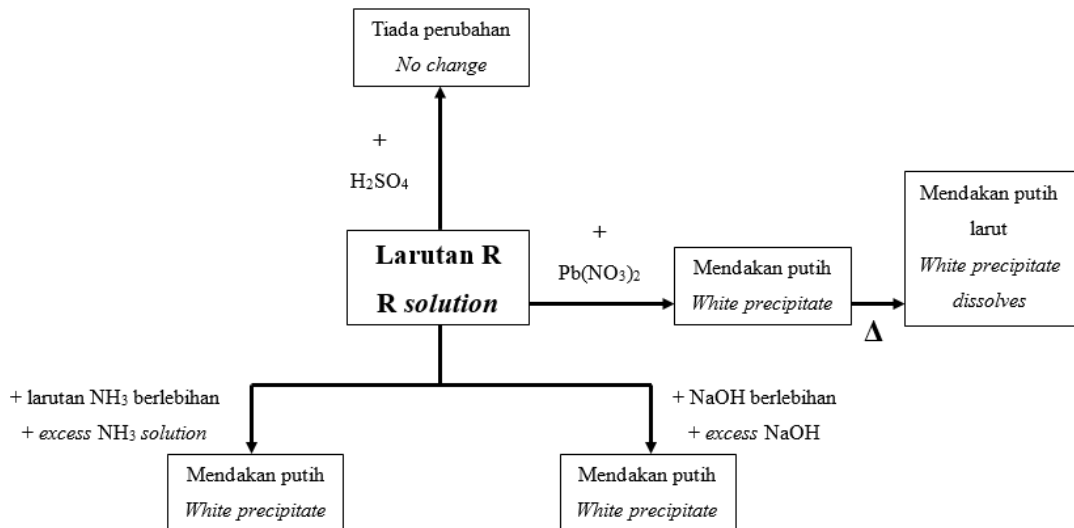 Tiada perubahan
No change
+
H₂SO₄
Larutan R
R solution
+
Pb(NO₃)₂
Mendakan putih
White precipitate
Δ
Mendakan putih
larut
White precipitate
dissolves
+ larutan NH₃ berlebihan
+ excess NH₃ solution
Mendakan putih
White precipitate
+ NaOH berlebihan
+ excess NaOH
Mendakan putih
White precipitate